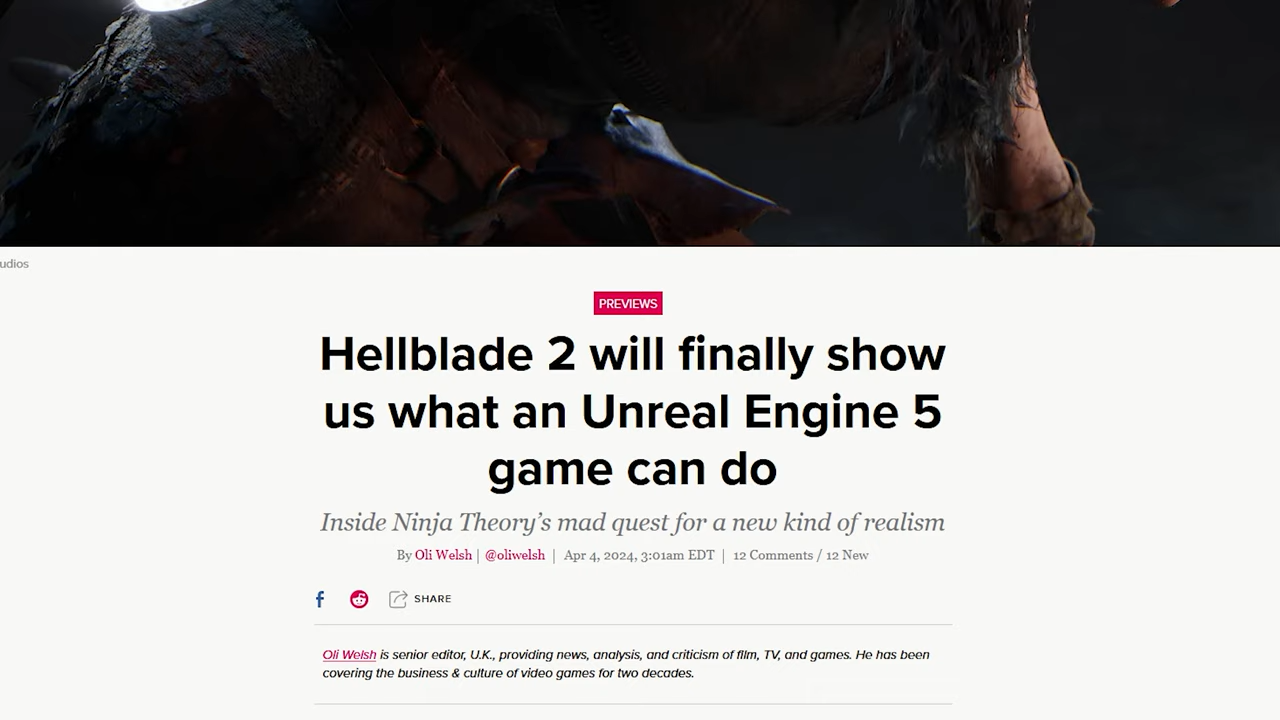 udios
PREVIEWS
Hellblade 2 will finally show
us what an Unreal Engine 5
game can do
Inside Ninja Theory’s mad quest for a new kind of realism
By Oli Welsh | @oliwelsh | Apr 4, 2024, 3:01am EDT | 12 Comments / 12 New
SHARE
Oli Welsh is senior editor, U.K., providing news, analysis, and criticism of film, TV, and games. He has been
covering the business & culture of video games for two decades.